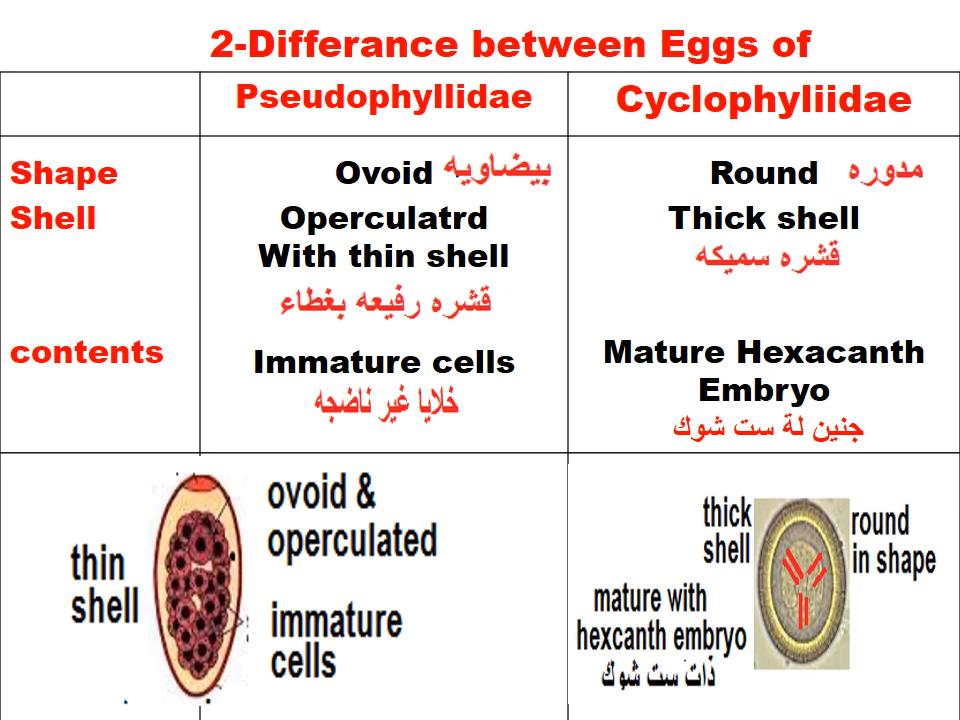 2-Differance between Eggs of
Pseudophyllidae
Cyclophyliidae
Shape
Ovoid بيضاويه
Round مدوره
Shell
Operculatrd
With thin shell
قشره رفيعه بغطاء
Thick shell
قشره سميكه
contents
Immature cells
خلايا غير ناضجه
Mature Hexacanth
Embryo
جنين لة ست شوك
thin
shell
ovoid &
operculated
immature
cells
thick
shell
round
in shape
mature with
hexcanth embryo
ذات ست شوك